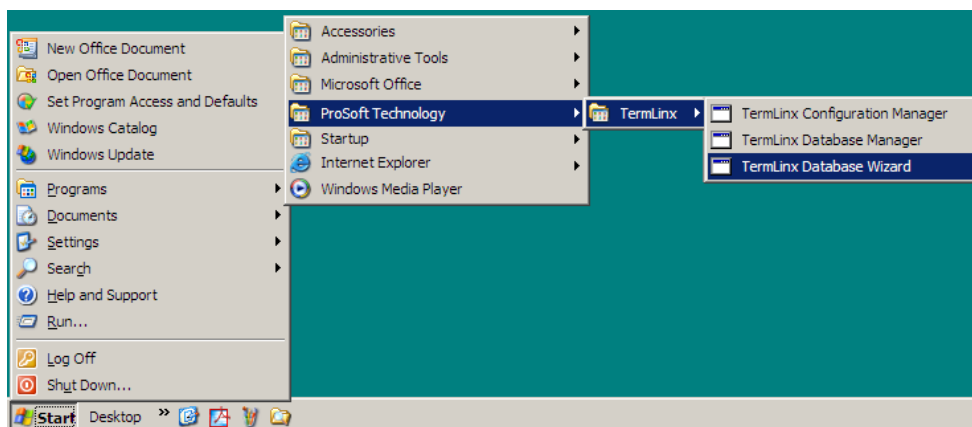 New Office Document
Open Office Document
Set Program Access and Defaults
Windows Catalog
Windows Update
Programs
Documents
Settings
Search
Help and Support
Run...
Log Off
Shut Down...
Accessories
Administrative Tools
Microsoft Office
ProSoft Technology
Startup
Internet Explorer
Windows Media Player
TermLinx
TermLinx Configuration Manager
TermLinx Database Manager
TermLinx Database Wizard
Start Desktop »